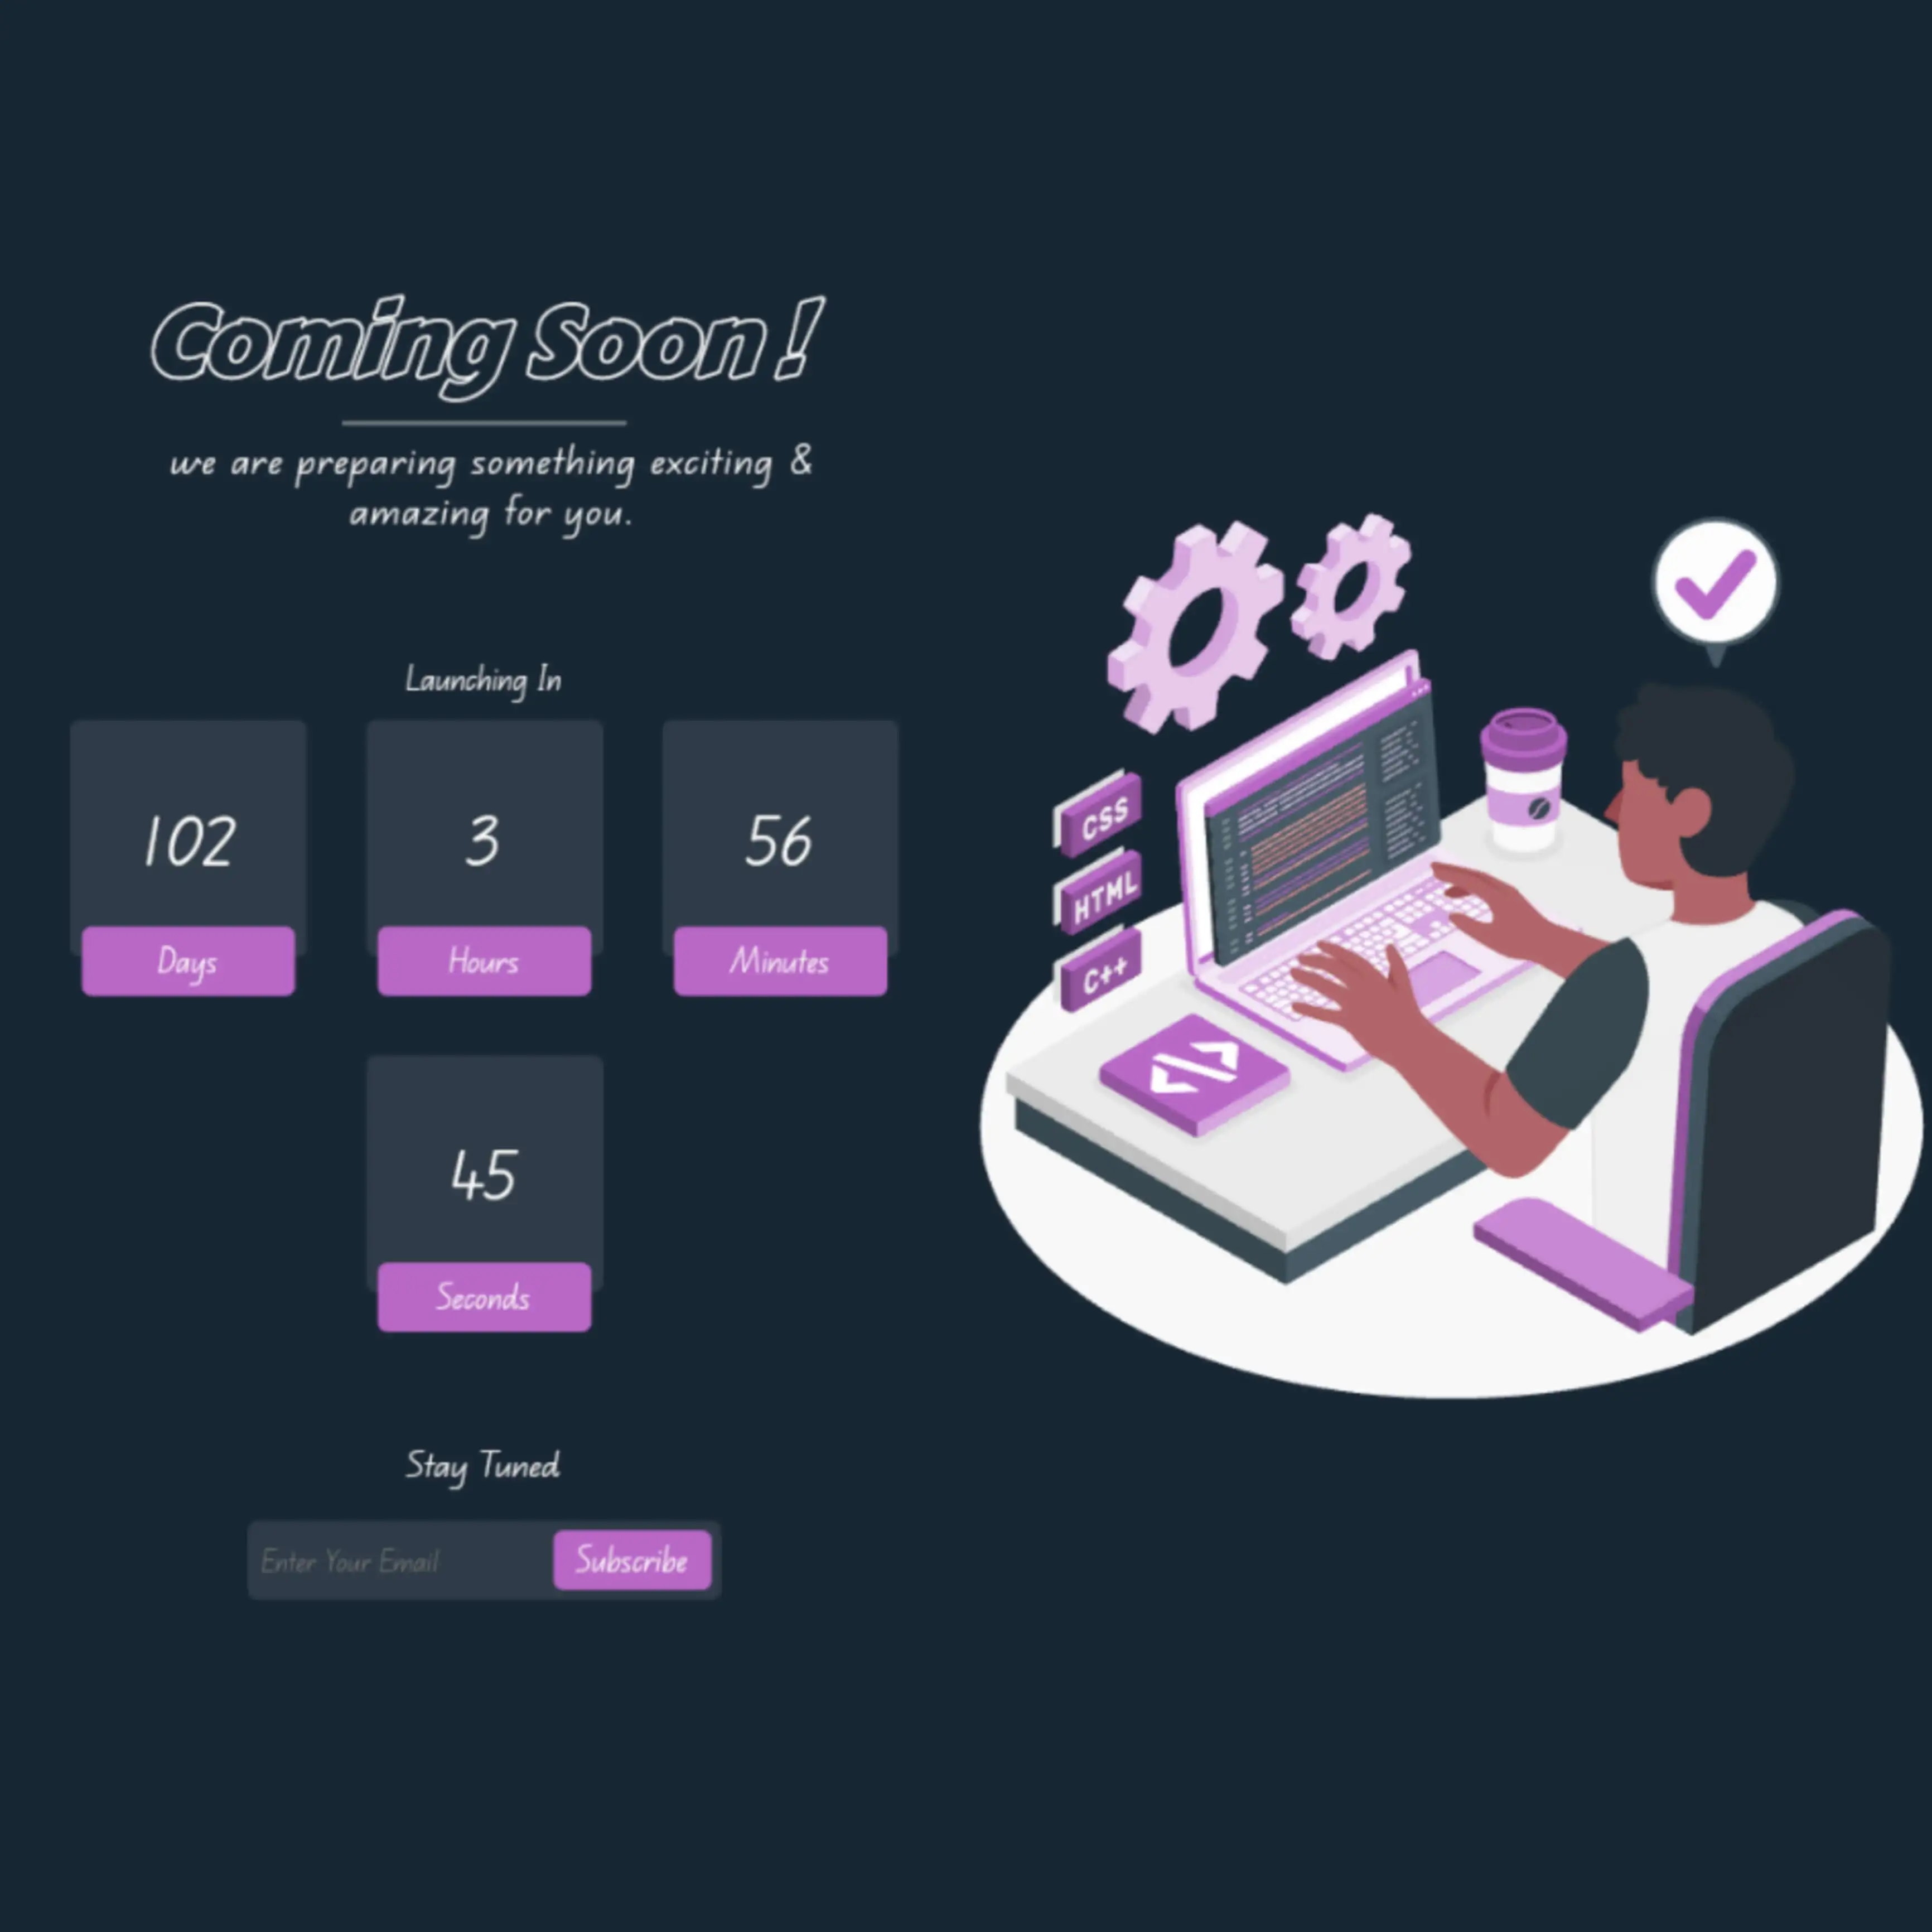 Coming Soon !
we are preparing something exciting &
amazing for you.
Launching In
102
Days
3
Hours
56
Minutes
45
Seconds
Stay Tuned
Enter Your Email
Subscribe
CSS
HTML
C++